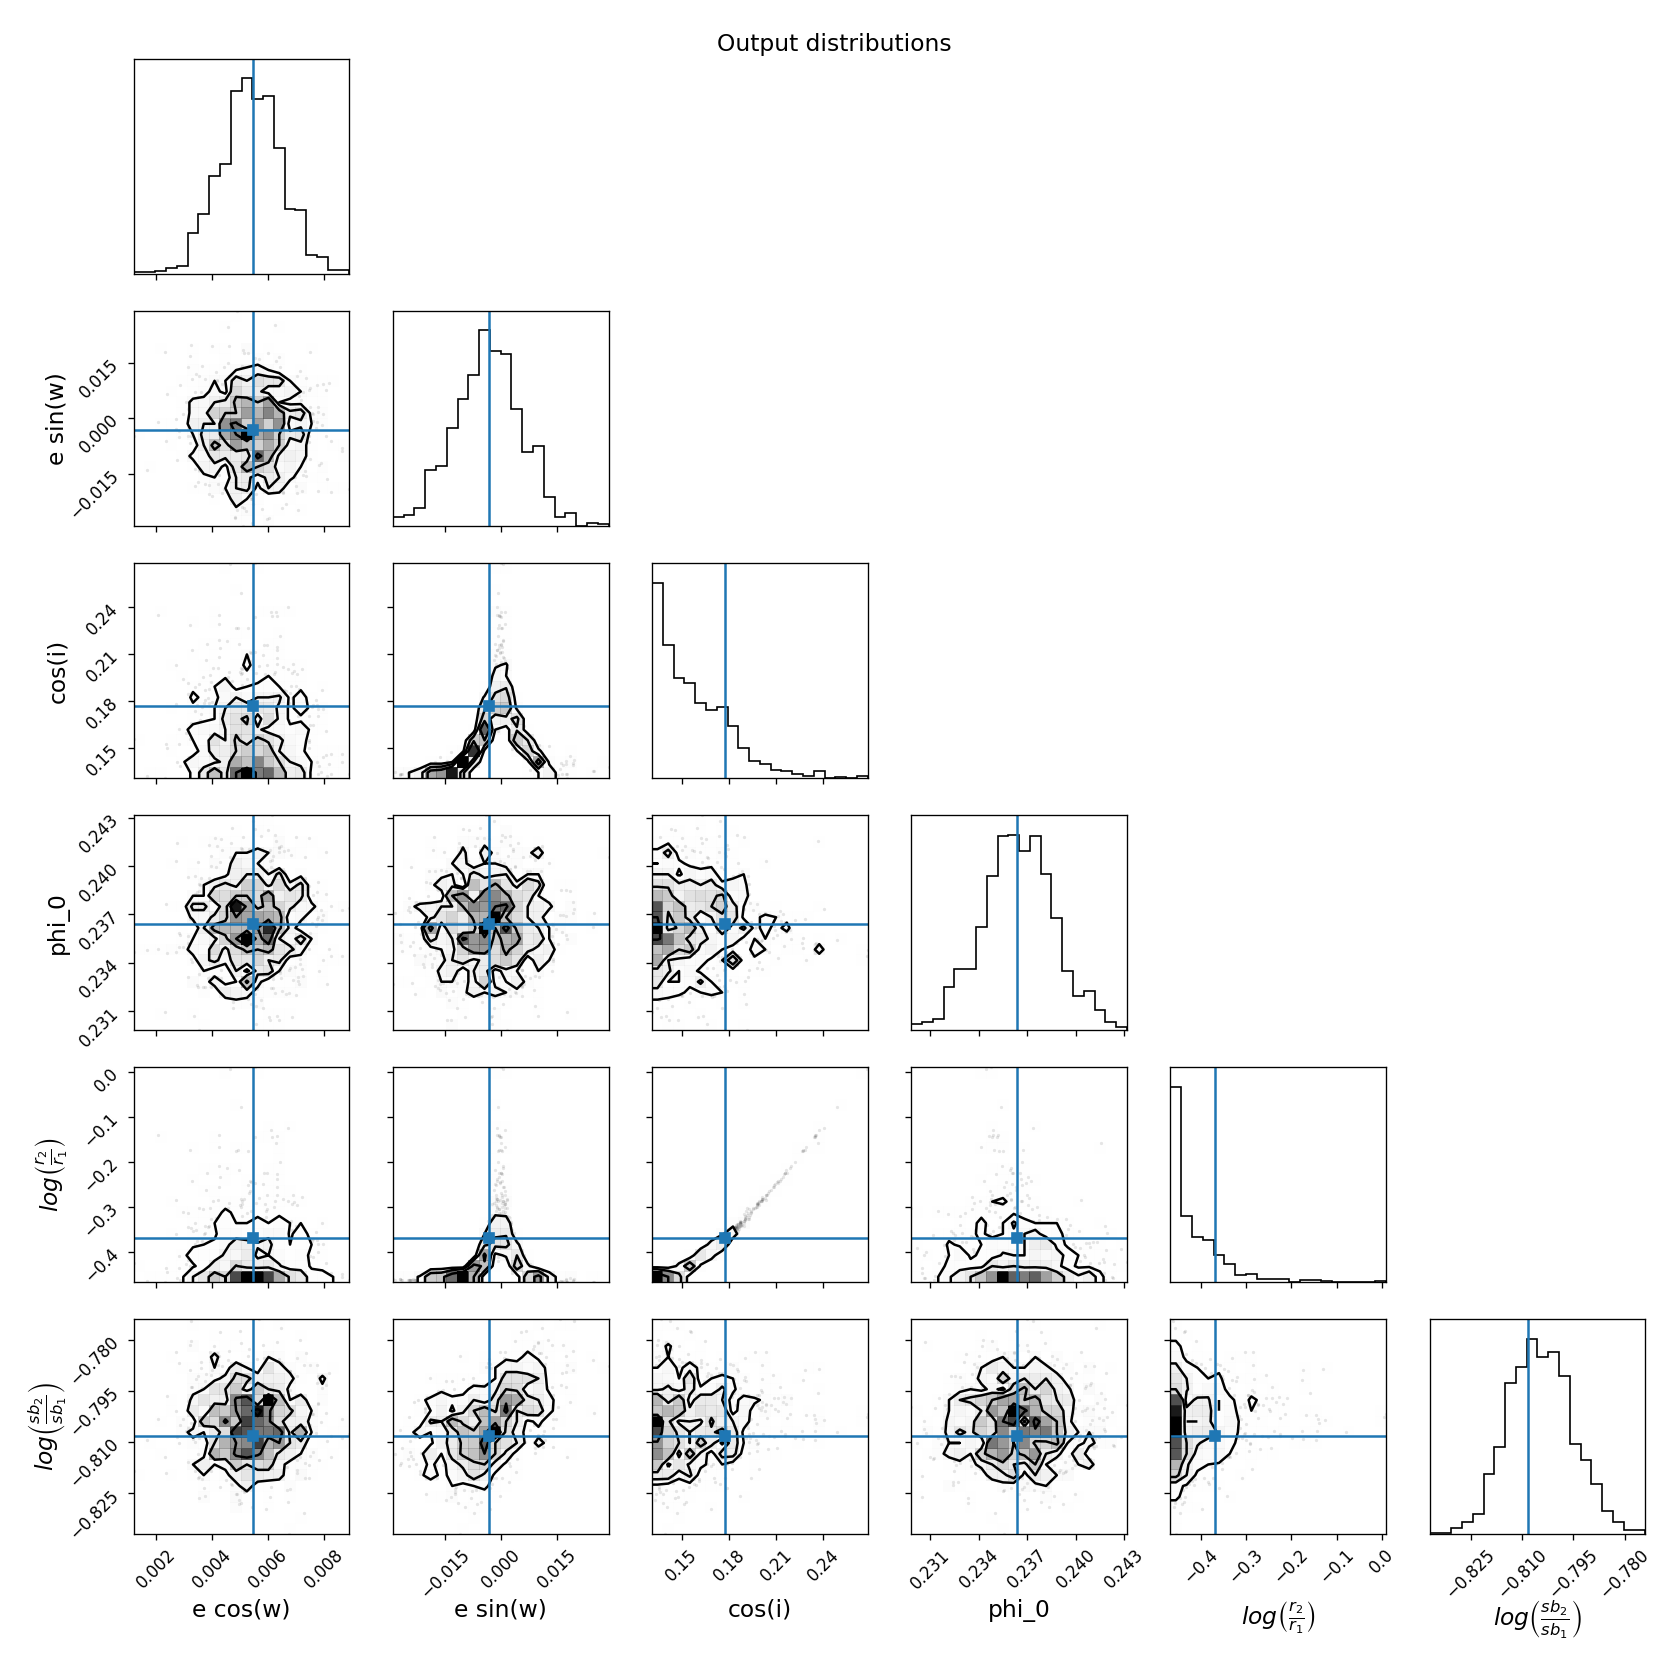 Output distributions
e sin(w)
0.015
0.000
−0.015
cos(i)
0.24
0.21
0.18
0.15
phi_0
0.243
0.240
0.237
0.234
0.231
log(r₂/r₁)
0.0
−0.1
−0.2
−0.3
−0.4
log(sb₂/sb₁)
−0.780
−0.795
−0.810
−0.825
0.002 0.004 0.006 0.008 −0.015 0.000 0.015 0.15 0.18 0.21 0.24 0.231 0.234 0.237 0.240 0.243 −0.4 −0.3 −0.2 −0.1 0.0 −0.825 −0.810 −0.795 −0.780
e cos(w) e sin(w) cos(i) phi_0 log(r₂/r₁) log(sb₂/sb₁)